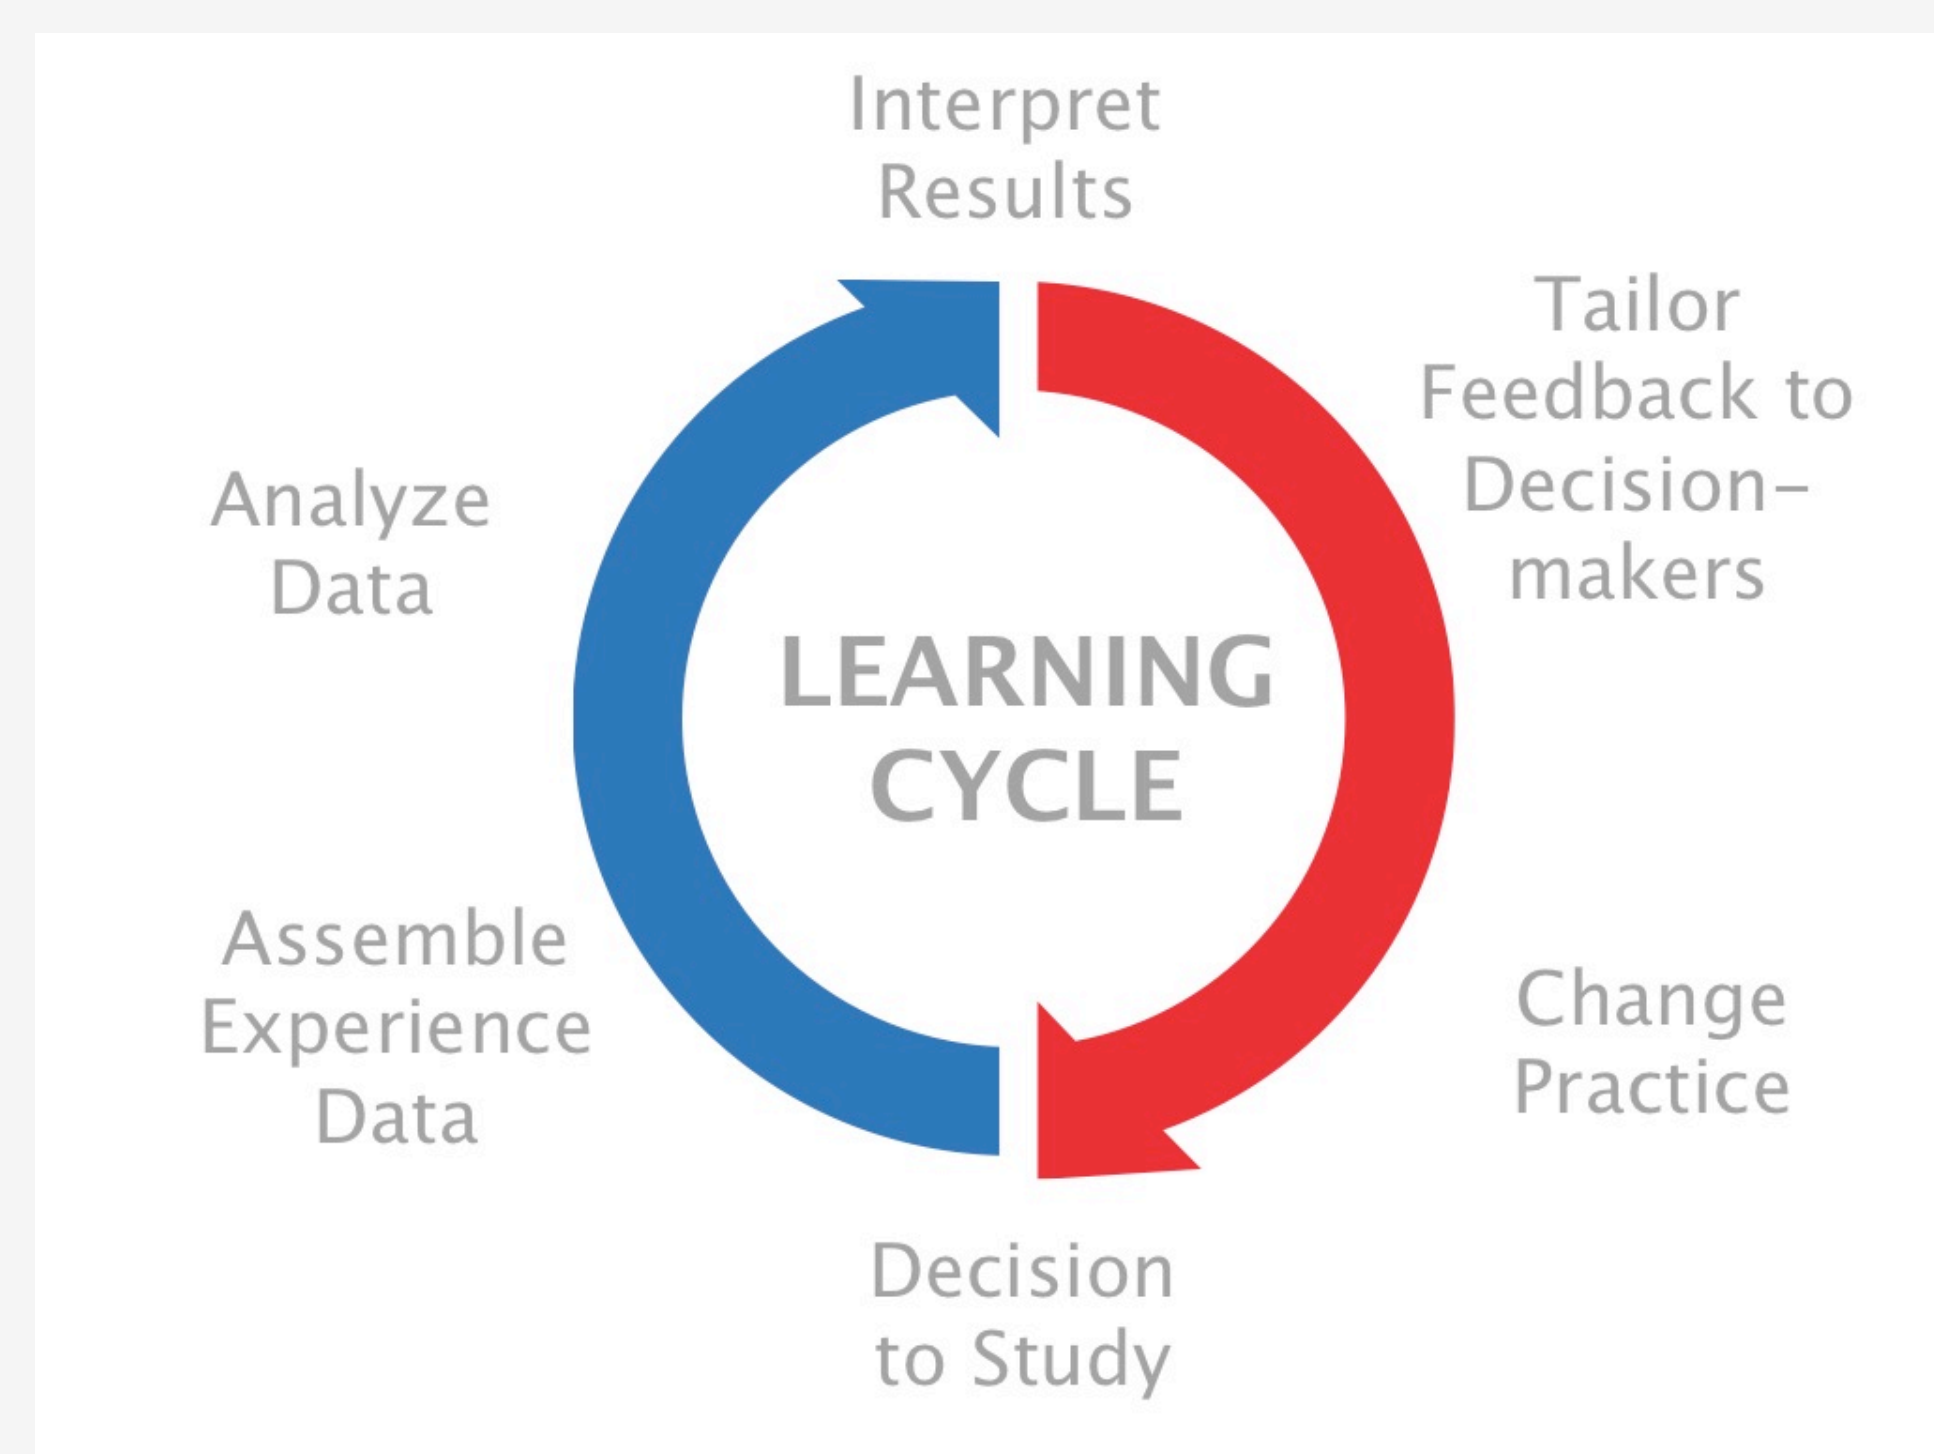 Interpret
Results
Tailor
Feedback to
Decision-
makers
Analyze
Data
LEARNING
CYCLE
Assemble
Experience
Data
Change
Practice
Decision
to Study